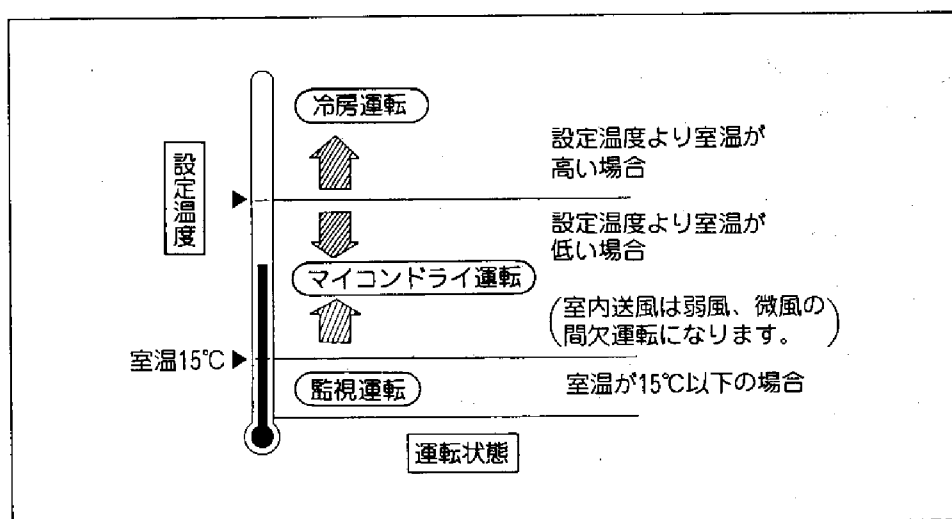 冷房運転
設定温度より室温が
高い場合
設定温度
設定温度より室温が
低い場合
マイコンドライ運転
(室内送風は弱風、微風の
間欠運転になります。)
室温15℃
監視運転
室温が15℃以下の場合
運転状態